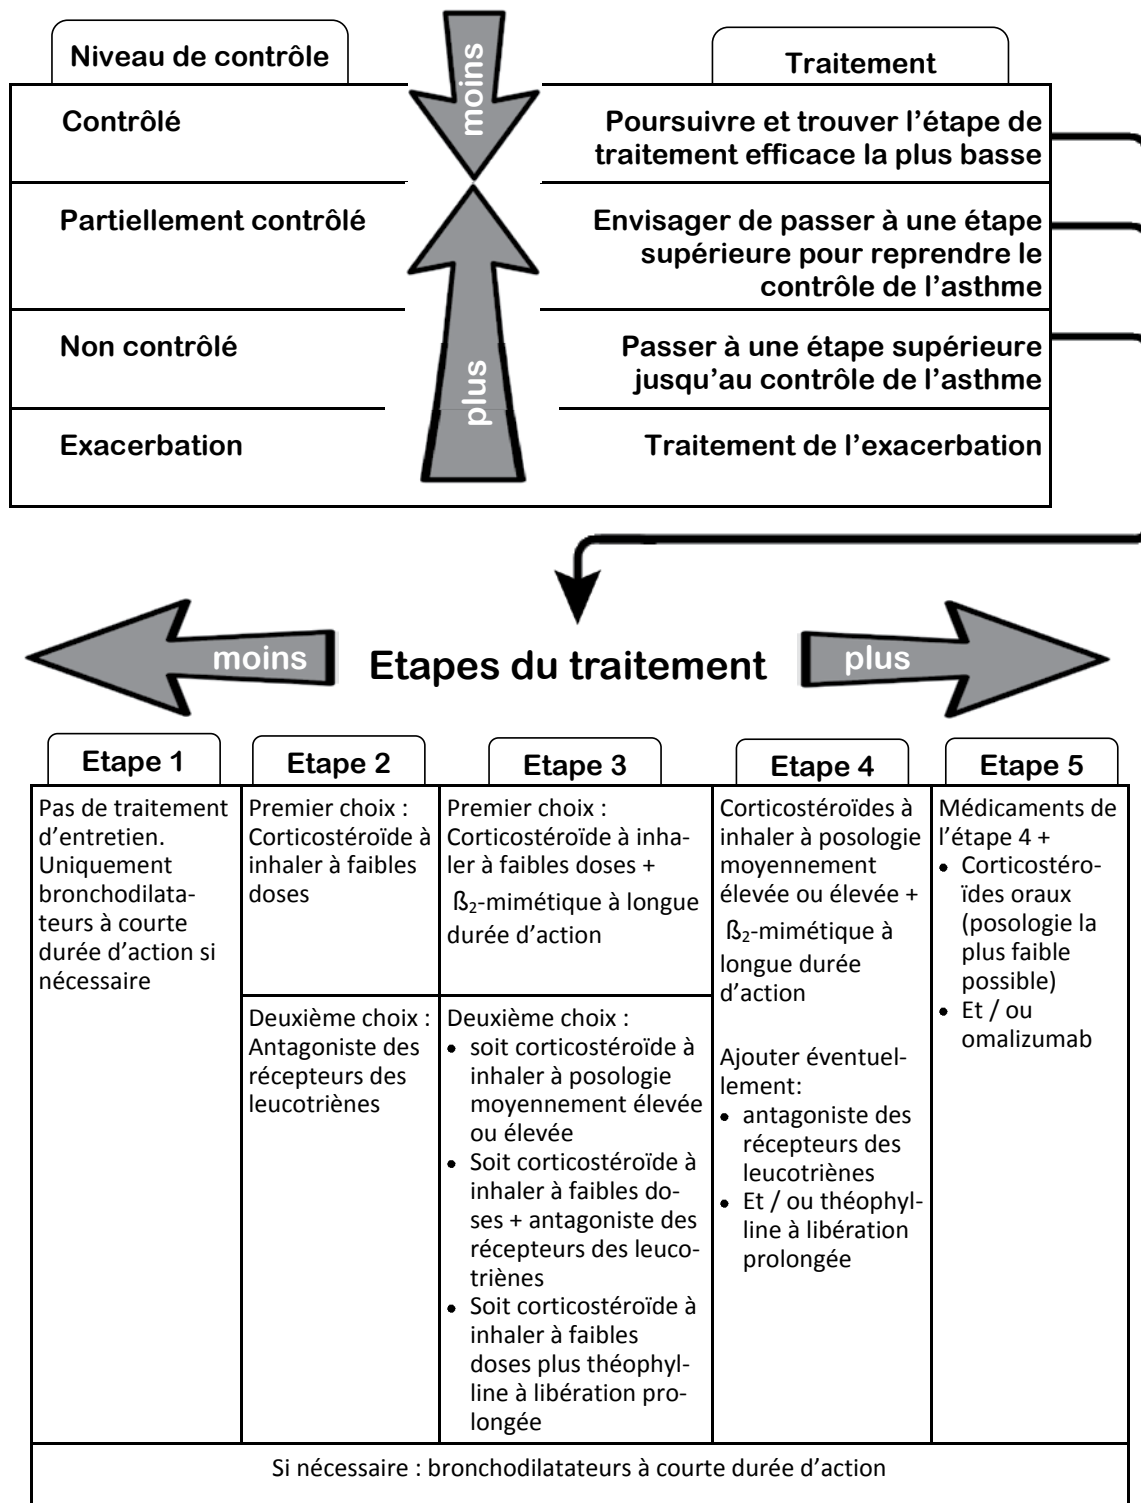 Niveau de contrôle
moins
Traitement
Contrôlé
Poursuivre et trouver l’étape de
traitement efficace la plus basse
Partiellement contrôlé
Envisager de passer à une étape
supérieure pour reprendre le
contrôle de l’asthme
Non contrôlé
plus
Passer à une étape supérieure
jusqu’au contrôle de l’asthme
Exacerbation
Traitement de l’exacerbation
moins
Etapes du traitement
plus
Etape 1
Pas de traitement
d’entretien.
Uniquement
bronchodilata-
teurs à courte
durée d’action si
nécessaire
Etape 2
Premier choix :
Corticostéroïde à
inhaler à faibles
doses
Deuxième choix :
Antagoniste des
récepteurs des
leucotriènes
Etape 3
Premier choix :
Corticostéroïde à inha-
ler à faibles doses +
ß₂-mimétique à longue
durée d’action
Deuxième choix :
• soit corticostéroïde à
inhaler à posologie
moyennement élevée
ou élevée
• Soit corticostéroïde à
inhaler à faibles do-
ses + antagoniste des
récepteurs des leuco-
triènes
• Soit corticostéroïde à
inhaler à faibles
doses plus théophyl-
line à libération pro-
longée
Etape 4
Corticostéroïdes à
inhaler à posologie
moyennement
élevée ou élevée +
ß₂-mimétique à
longue durée
d’action
Ajouter éventuel-
lement:
• antagoniste des
récepteurs des
leucotriènes
• Et / ou théophyl-
line à libération
prolongée
Etape 5
Médicaments de
l’étape 4 +
• Corticostéro-
ïdes oraux
(posologie la
plus faible
possible)
• Et / ou
omalizumab
Si nécessaire : bronchodilatateurs à courte durée d’action